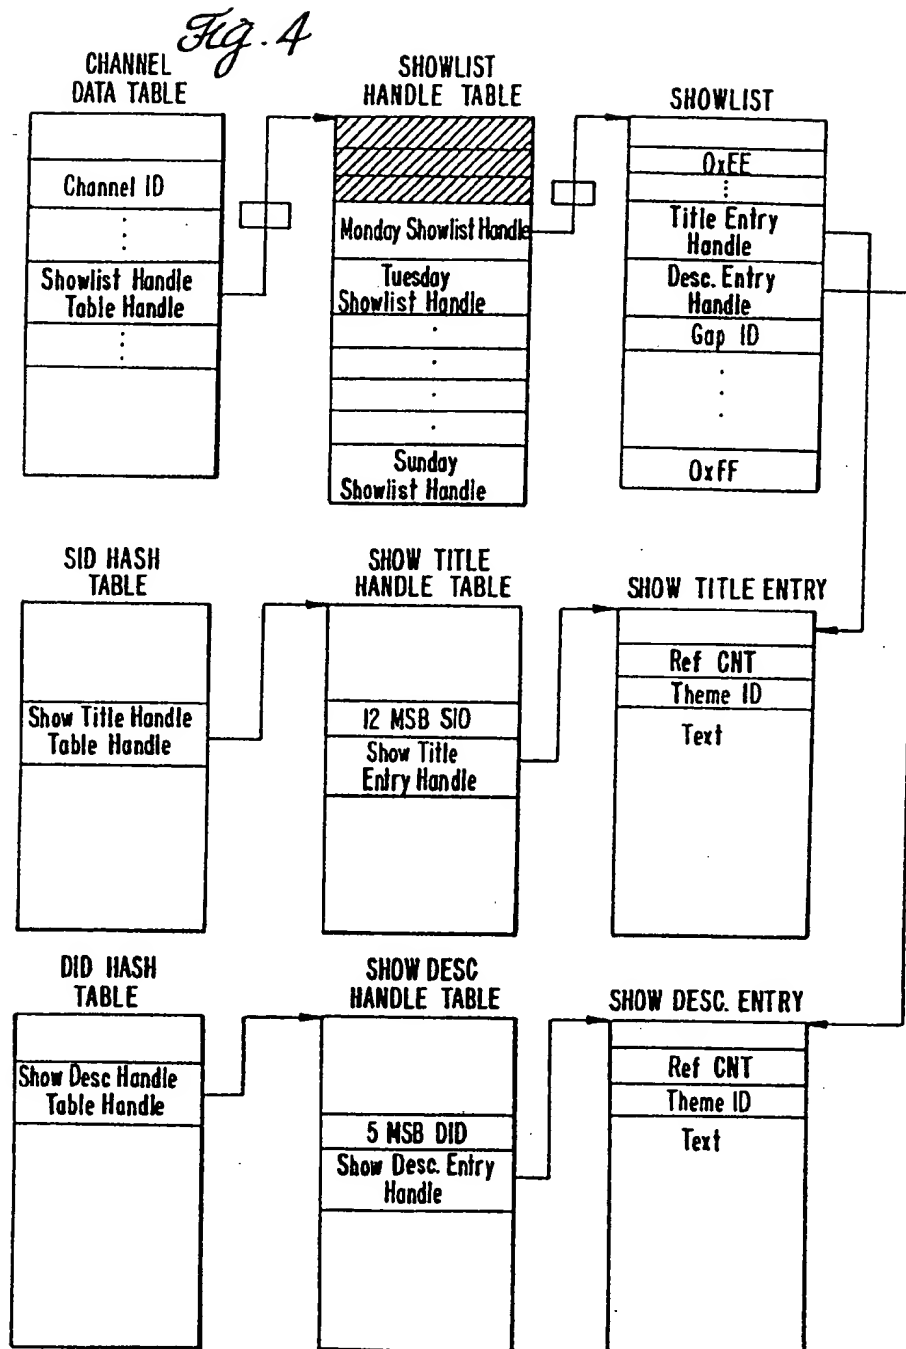 Fig. 4
CHANNEL
DATA TABLE
Channel ID
Showlist Handle
Table Handle
SHOWLIST
HANDLE TABLE
Monday Showlist Handle
Tuesday
Showlist Handle
Sunday
Showlist Handle
SHOWLIST
0xEE
Title Entry
Handle
Desc. Entry
Handle
Gap ID
0xFF
SID HASH
TABLE
Show Title Handle
Table Handle
SHOW TITLE
HANDLE TABLE
12 MSB SID
Show Title
Entry Handle
SHOW TITLE ENTRY
Ref CNT
Theme ID
Text
DID HASH
TABLE
Show Desc Handle
Table Handle
SHOW DESC
HANDLE TABLE
5 MSB DID
Show Desc. Entry
Handle
SHOW DESC. ENTRY
Ref CNT
Theme ID
Text